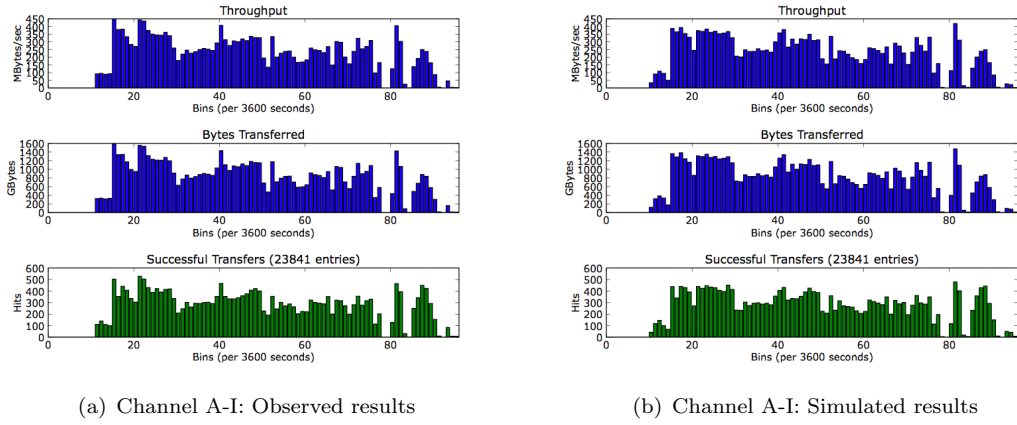 Throughput
MBytes/sec
450
400
350
300
250
200
150
100
50
0
0 20 40 60 80
Bins (per 3600 seconds)
Bytes Transferred
GBytes
1600
1400
1200
1000
800
600
400
200
0
0 20 40 60 80
Bins (per 3600 seconds)
Successful Transfers (23841 entries)
Hits
600
500
400
300
200
100
0
0 20 40 60 80
Bins (per 3600 seconds)
(a) Channel A-I: Observed results
Throughput
MBytes/sec
450
400
350
300
250
200
150
100
50
0
0 20 40 60 80
Bins (per 3600 seconds)
Bytes Transferred
GBytes
1600
1400
1200
1000
800
600
400
200
0
0 20 40 60 80
Bins (per 3600 seconds)
Successful Transfers (23841 entries)
Hits
600
500
400
300
200
100
0
0 20 40 60 80
Bins (per 3600 seconds)
(b) Channel A-I: Simulated results